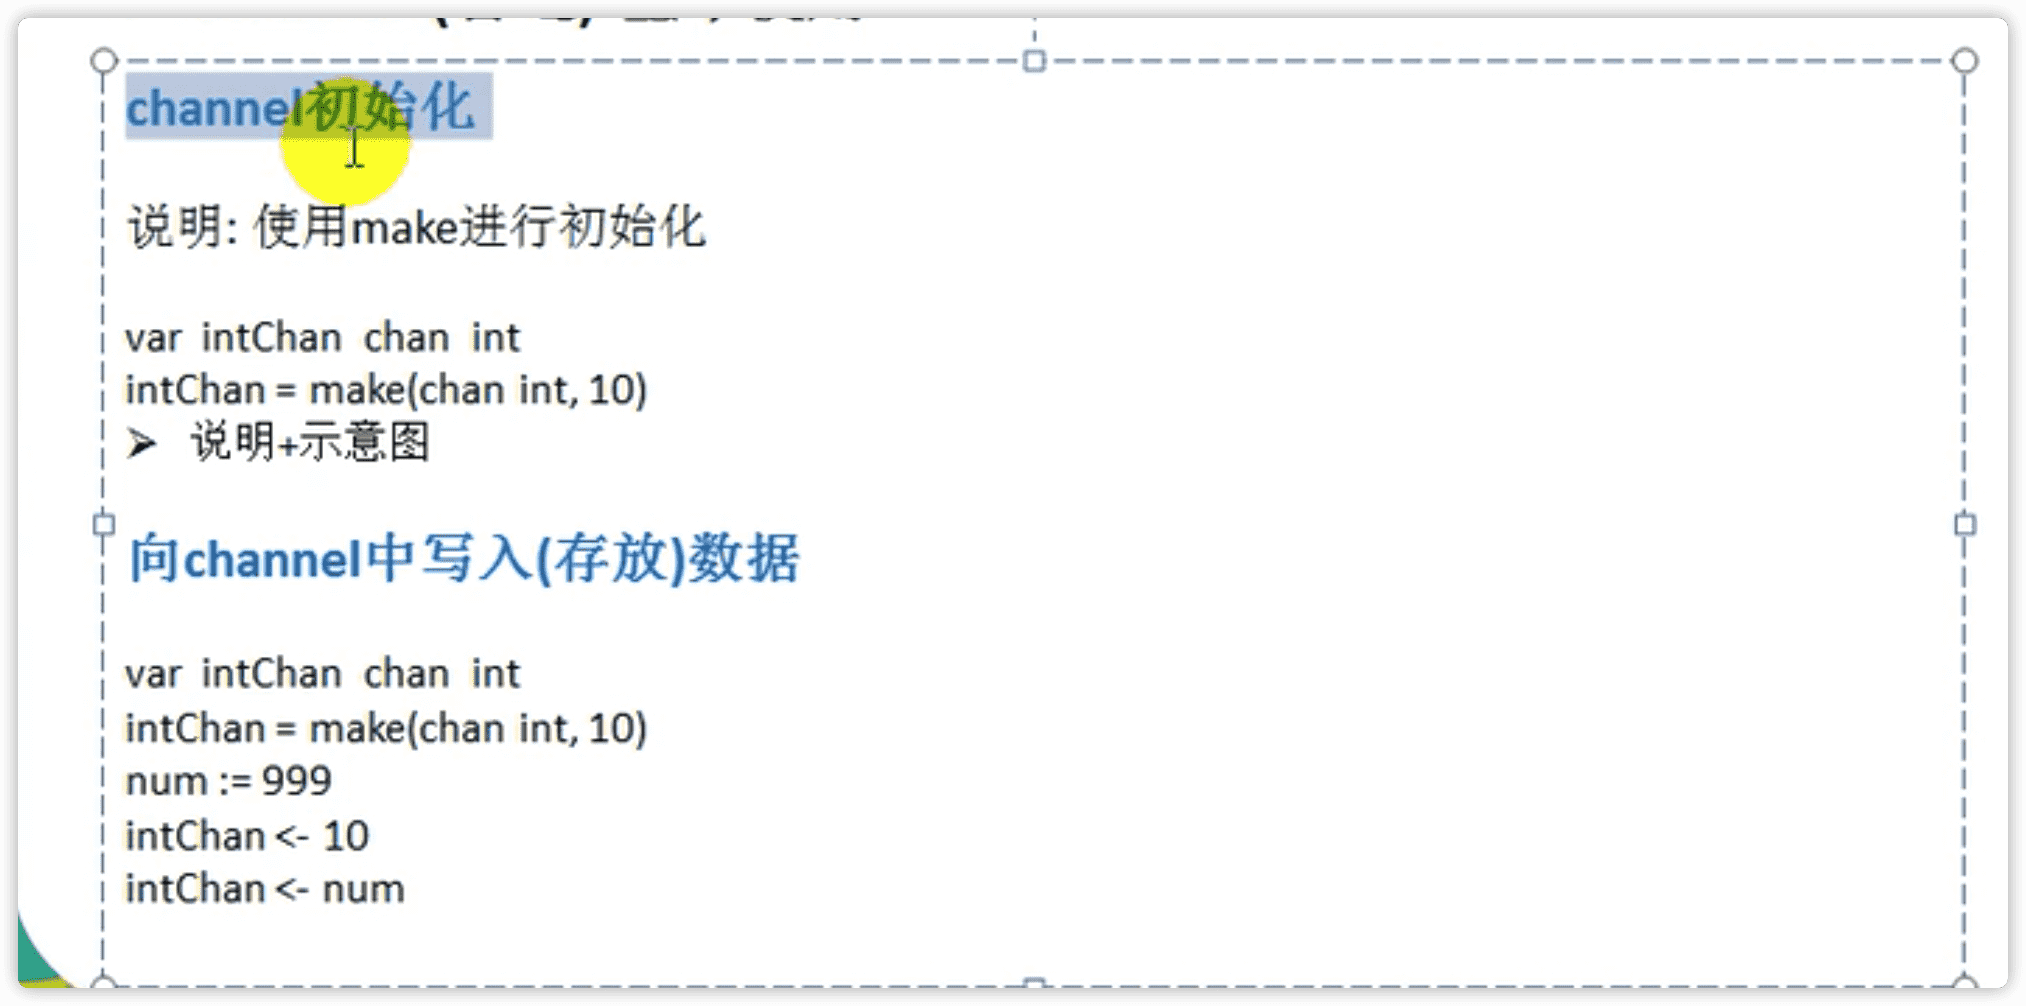 channel初始化
说明: 使用make进行初始化
var intChan chan int
intChan = make(chan int, 10)
➢ 说明+示意图
向channel中写入(存放)数据
var intChan chan int
intChan = make(chan int, 10)
num := 999
intChan <- 10
intChan <- num